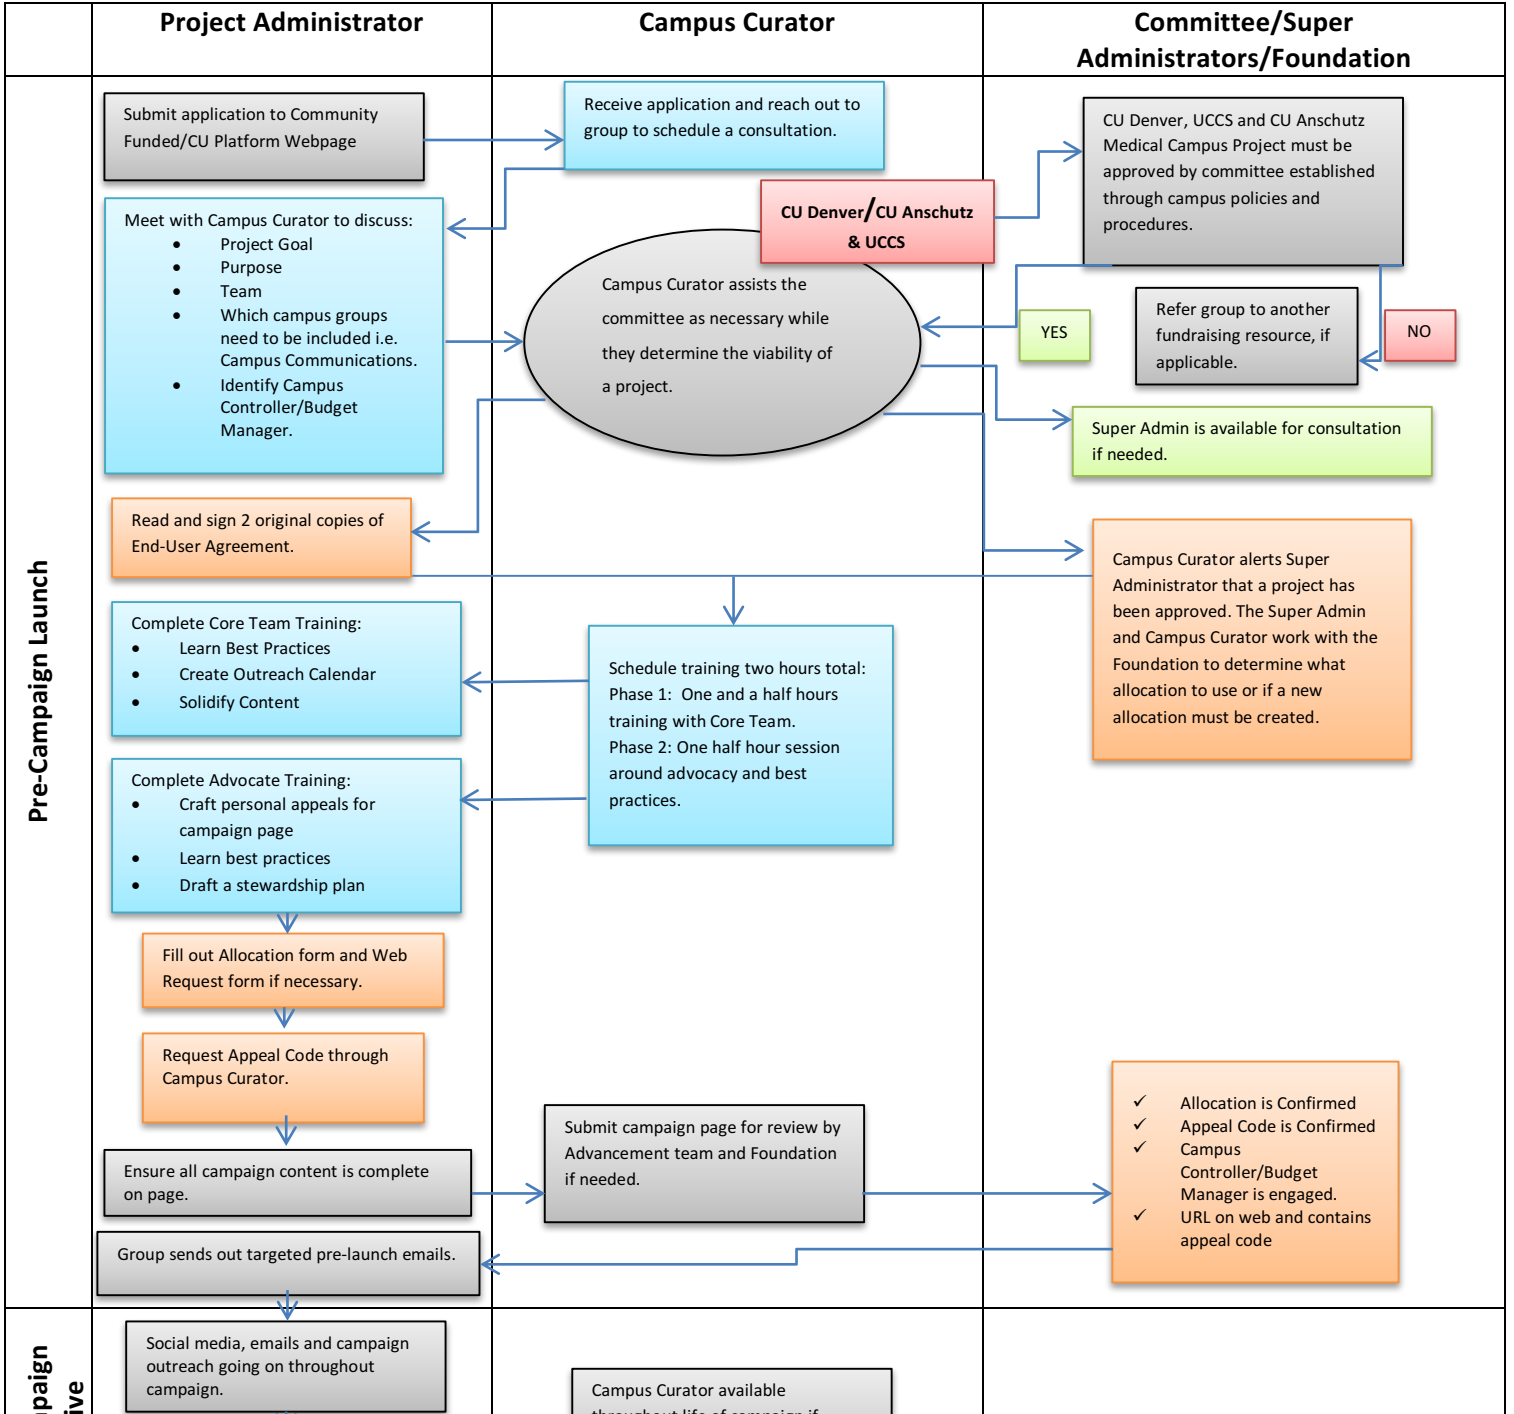 Project Administrator
Campus Curator
Committee/Super
Administrators/Foundation
Pre-Campaign Launch
Submit application to Community
Funded/CU Platform Webpage
Receive application and reach out to
group to schedule a consultation.
CU Denver, UCCS and CU Anschutz
Medical Campus Project must be
approved by committee established
through campus policies and
procedures.
CU Denver/CU Anschutz
& UCCS
Meet with Campus Curator to discuss:
• Project Goal
• Purpose
• Team
• Which campus groups
need to be included i.e.
Campus Communications.
• Identify Campus
Controller/Budget
Manager.
Campus Curator assists the
committee as necessary while
they determine the viability of
a project.
YES
Refer group to another
fundraising resource, if
applicable.
NO
Super Admin is available for consultation
if needed.
Read and sign 2 original copies of
End-User Agreement.
Campus Curator alerts Super
Administrator that a project has
been approved. The Super Admin
and Campus Curator work with the
Foundation to determine what
allocation to use or if a new
allocation must be created.
Complete Core Team Training:
• Learn Best Practices
• Create Outreach Calendar
• Solidify Content
Schedule training two hours total:
Phase 1: One and a half hours
training with Core Team.
Phase 2: One half hour session
around advocacy and best
practices.
Complete Advocate Training:
• Craft personal appeals for
campaign page
• Learn best practices
• Draft a stewardship plan
Fill out Allocation form and Web
Request form if necessary.
Request Appeal Code through
Campus Curator.
Ensure all campaign content is complete
on page.
Submit campaign page for review by
Advancement team and Foundation
if needed.
✓ Allocation is Confirmed
✓ Appeal Code is Confirmed
✓ Campus
Controller/Budget
Manager is engaged.
✓ URL on web and contains
appeal code
Group sends out targeted pre-launch emails.
Social media, emails and campaign
outreach going on throughout
campaign.
Campus Curator available